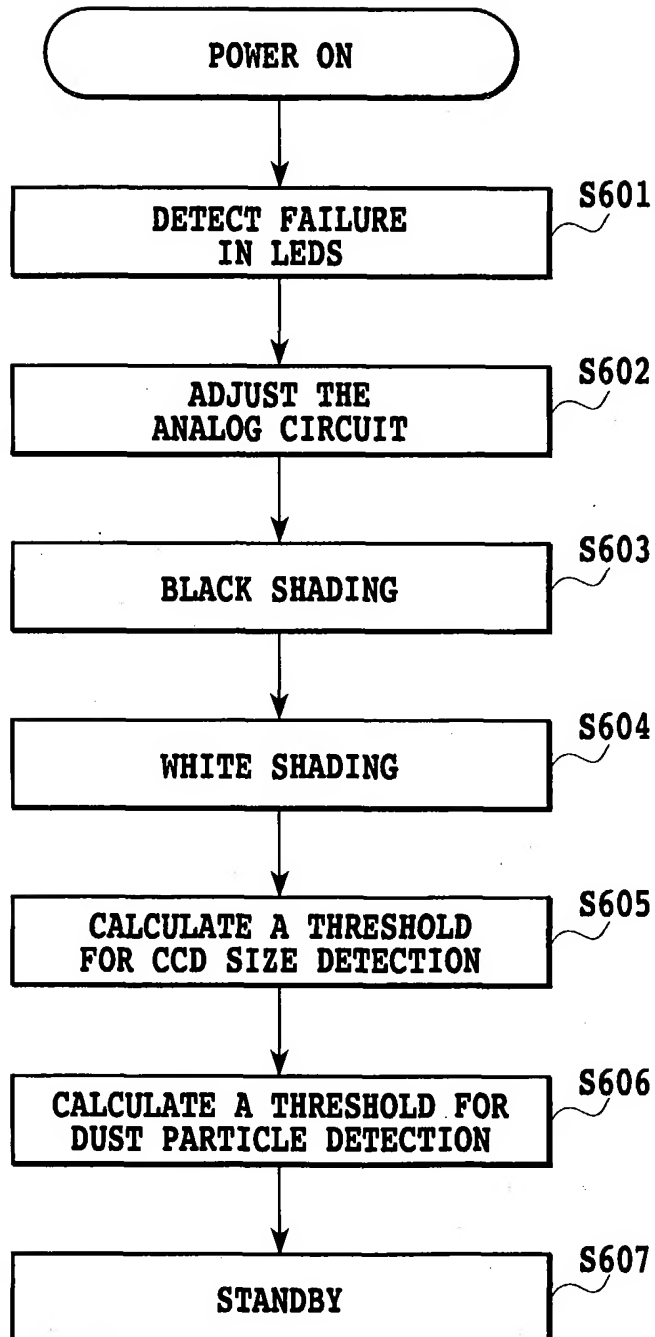 POWER ON
S601
DETECT FAILURE
IN LEDS
S602
ADJUST THE
ANALOG CIRCUIT
S603
BLACK SHADING
S604
WHITE SHADING
S605
CALCULATE A THRESHOLD
FOR CCD SIZE DETECTION
S606
CALCULATE A THRESHOLD FOR
DUST PARTICLE DETECTION
S607
STANDBY